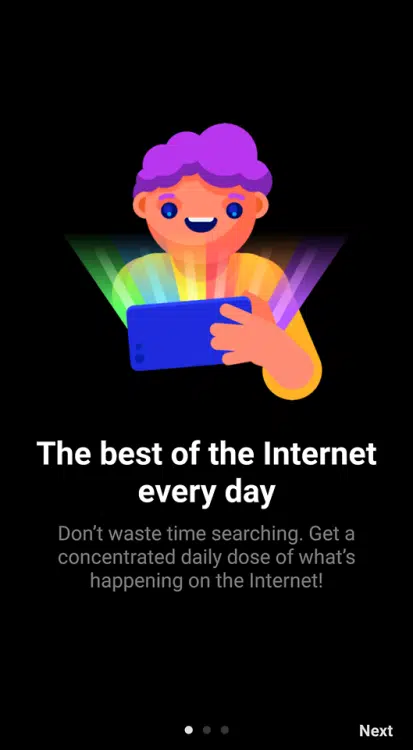 The best of the Internet
every day
Don’t waste time searching. Get a
concentrated daily dose of what’s
happening on the Internet!
Next